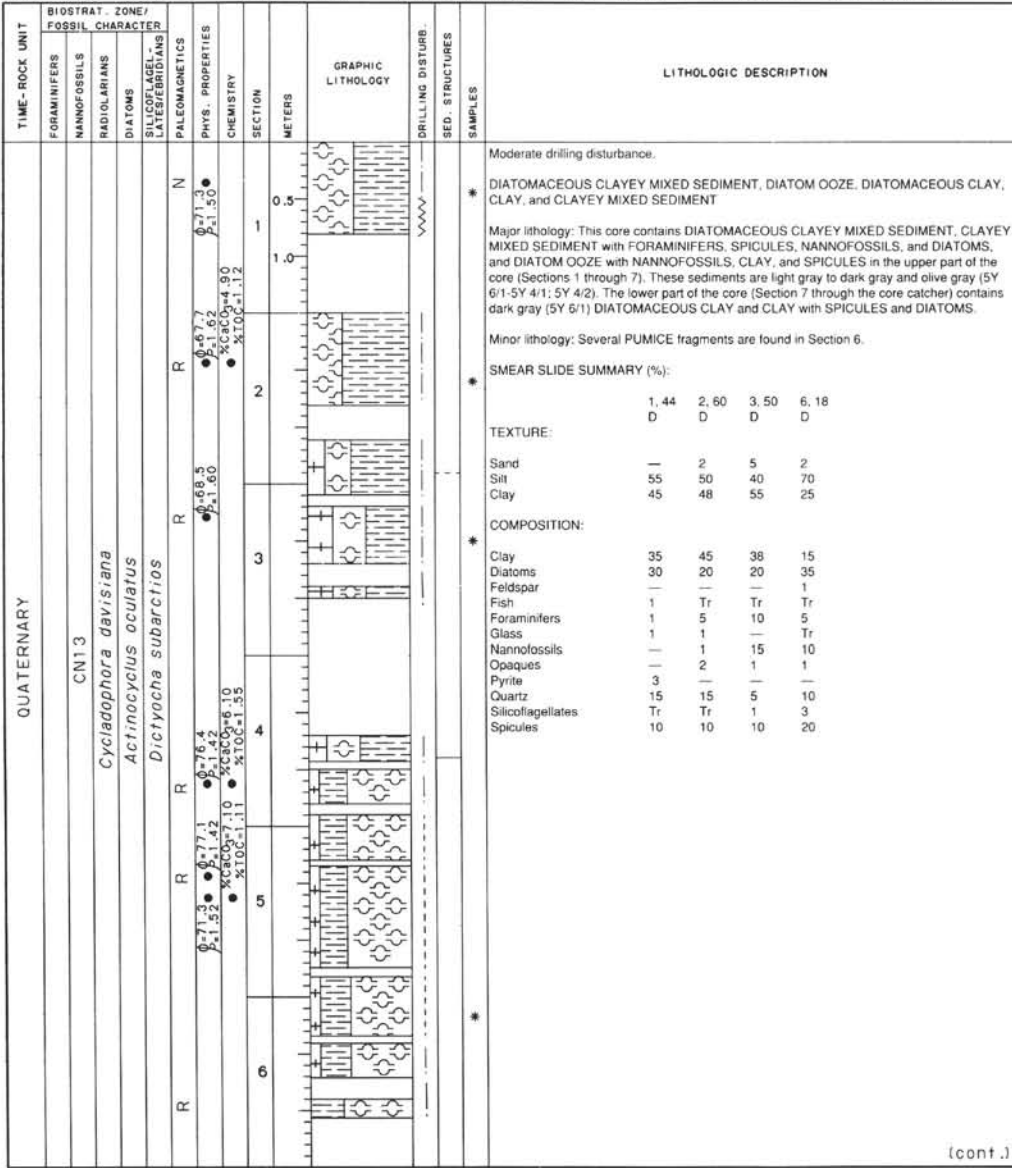 TIME-ROCK UNIT
BIOSTRAT. ZONE/
FOSSIL CHARACTER
FORAMINIFERS
NANNOFOSSILS
RADIOLARIANS
DIATOMS
SILICOFLAGEL-
LATES/EBRIDIANS
PALEOMAGNETICS
PHYS. PROPERTIES
CHEMISTRY
SECTION
METERS
GRAPHIC
LITHOLOGY
DRILLING DISTURB.
SED. STRUCTURES
SAMPLES
LITHOLOGIC DESCRIPTION
QUATERNARY
CN13
Cycladophora davisiana
Actinocyclus oculatus
Dictyocha subarctios
N
R
R
R
R
R
Φ=71.3
ρ=1.50
Φ=67.7
ρ=1.62
Φ=68.5
ρ=1.60
Φ=76.4
ρ=1.42
Φ=77.1
ρ=1.42
Φ=71.3
ρ=1.52
%CaCO3=4.90
%TOC=1.12
%CaCO3=6.10
%TOC=1.55
%CaCO3=7.10
%TOC=1.11
1
2
3
4
5
6
0.5
1.0
* 
*
*
*
Moderate drilling disturbance.
DIATOMACEOUS CLAYEY MIXED SEDIMENT, DIATOM OOZE, DIATOMACEOUS CLAY,
CLAY, and CLAYEY MIXED SEDIMENT
Major lithology: This core contains DIATOMACEOUS CLAYEY MIXED SEDIMENT, CLAYEY
MIXED SEDIMENT with FORAMINIFERS, SPICULES, NANNOFOSSILS, and DIATOMS,
and DIATOM OOZE with NANNOFOSSILS, CLAY, and SPICULES in the upper part of the
core (Sections 1 through 7). These sediments are light gray to dark gray and olive gray (5Y
6/1-5Y 4/1; 5Y 4/2). The lower part of the core (Section 7 through the core catcher) contains
dark gray (5Y 6/1) DIATOMACEOUS CLAY and CLAY with SPICULES and DIATOMS.
Minor lithology: Several PUMICE fragments are found in Section 6.
SMEAR SLIDE SUMMARY (%):
1, 44 2, 60 3, 50 6, 18
D D D D
TEXTURE:
Sand — 2 5 2
Silt 55 50 40 70
Clay 45 48 55 25
COMPOSITION:
Clay 35 45 38 15
Diatoms 30 20 20 35
Feldspar — — — 1
Fish 1 Tr Tr Tr
Foraminifers 1 5 10 5
Glass 1 1 — Tr
Nannofossils — 1 15 10
Opaques — 2 1 1
Pyrite 3 — — —
Quartz 15 15 5 10
Silicoflagellates Tr Tr 1 3
Spicules 10 10 10 20
(cont.)